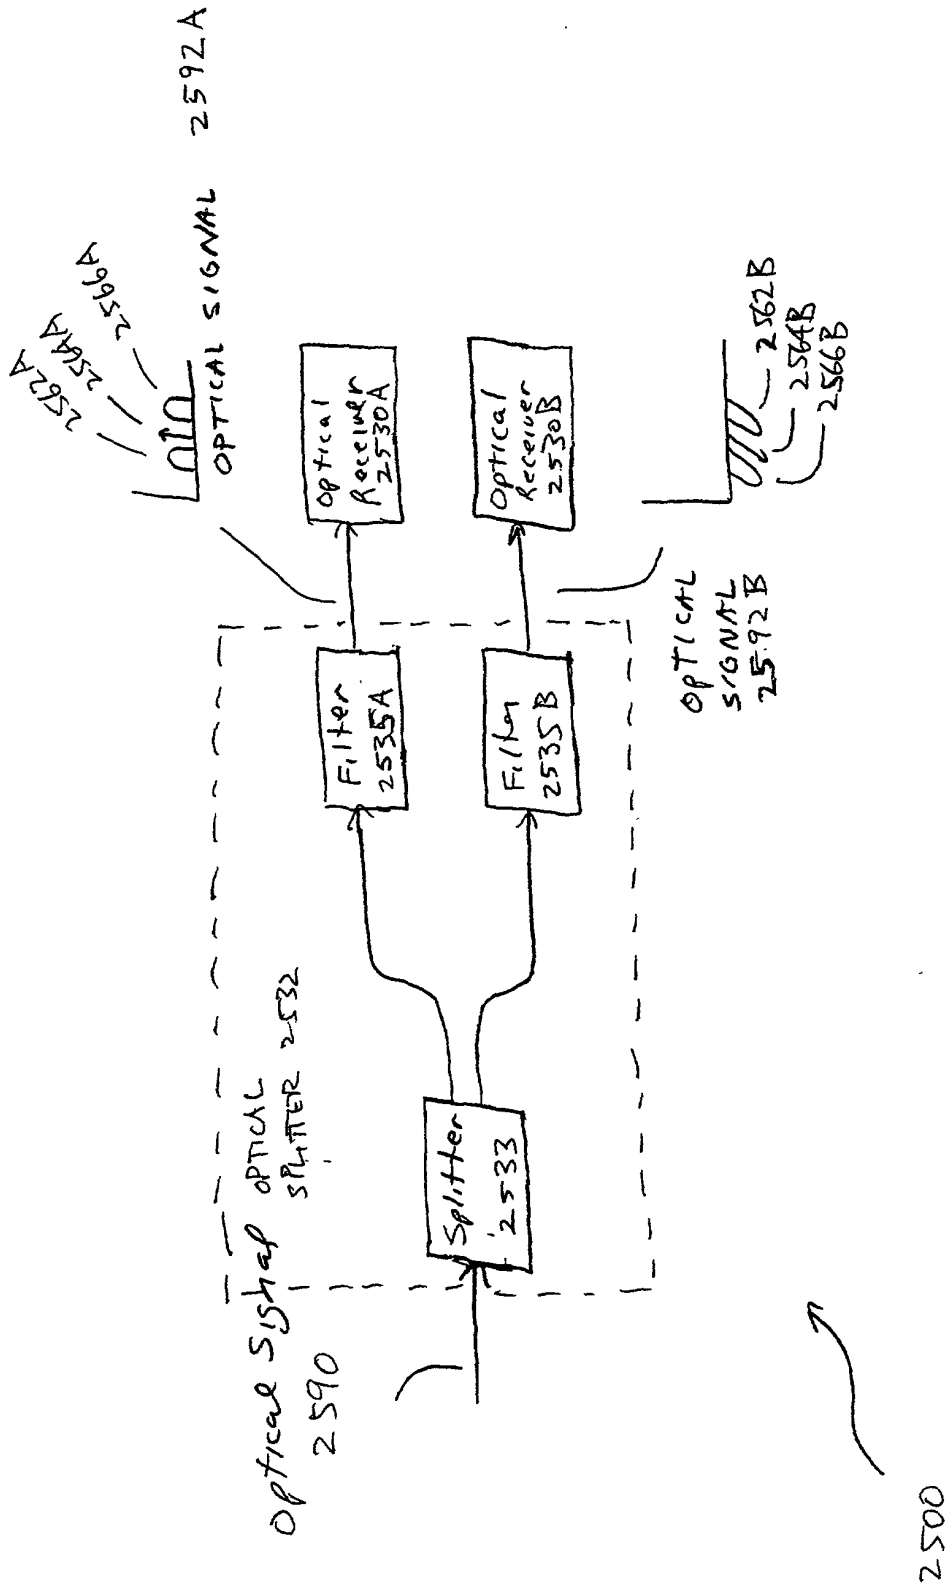 2562A
2564A
2566A
OPTICAL SIGNAL 2592A
Optical Signal
2590
OPTICAL
SPLITTER 2532
Splitter
2533
Filter
2535A
Filter
2535B
Optical
Receiver
2530A
Optical
Receiver
2530B
OPTICAL
SIGNAL
2592B
2562B
2564B
2566B
2500